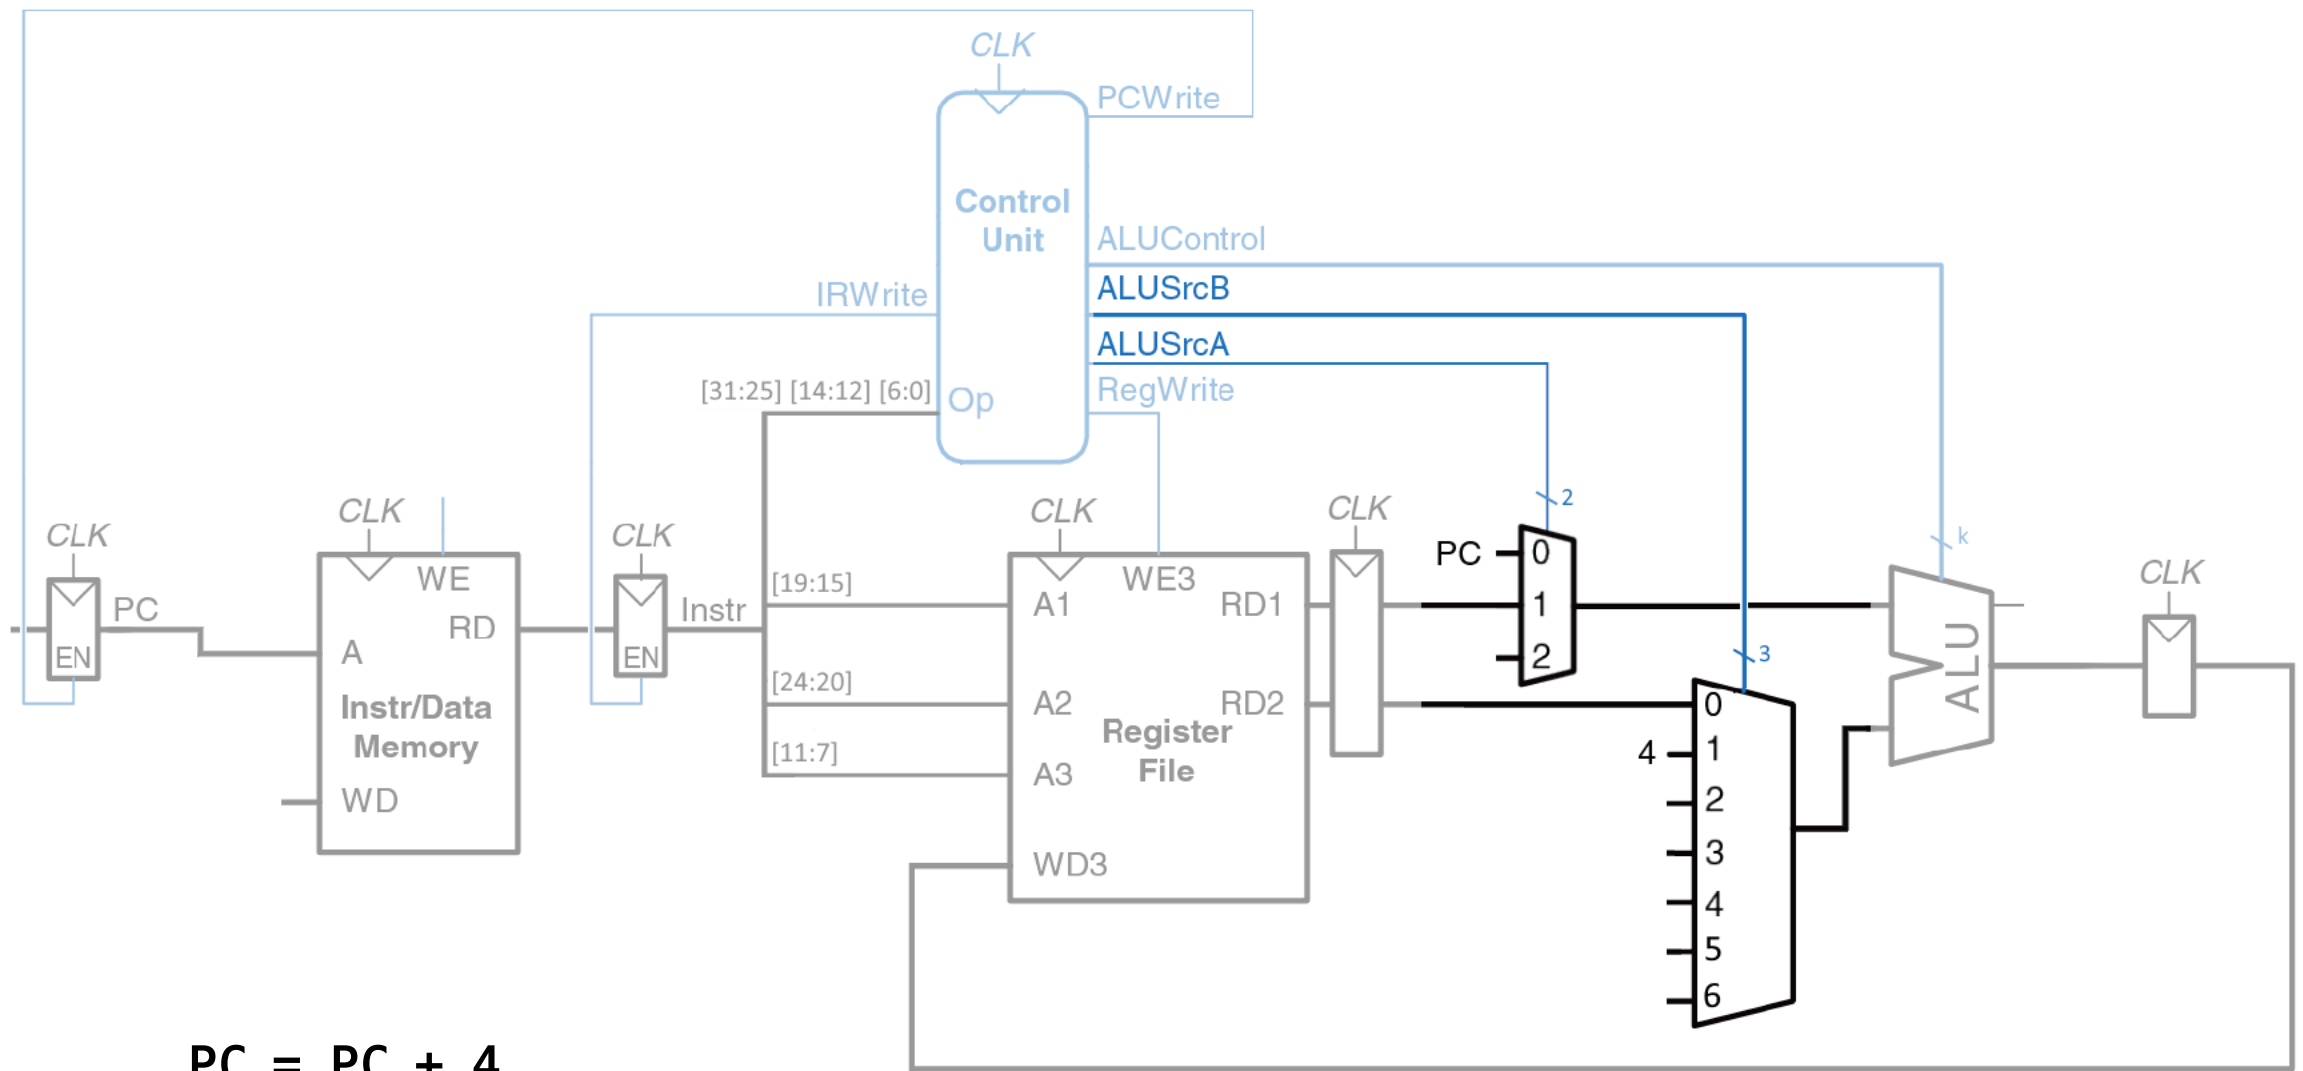 CLK
PCWrite
Control
Unit
ALUControl
ALUSrcB
IRWrite
ALUSrcA
[31:25] [14:12] [6:0]
Op
RegWrite
CLK
CLK
CLK
CLK
CLK
2
k
PC
0
1
2
CLK
PC
EN
WE
RD
A
Instr/Data
Memory
WD
Instr
EN
[19:15]
[24:20]
[11:7]
A1
WE3
RD1
A2
RD2
Register
File
A3
WD3
3
0
4
1
2
3
4
5
6
ALU
PC = PC + 4